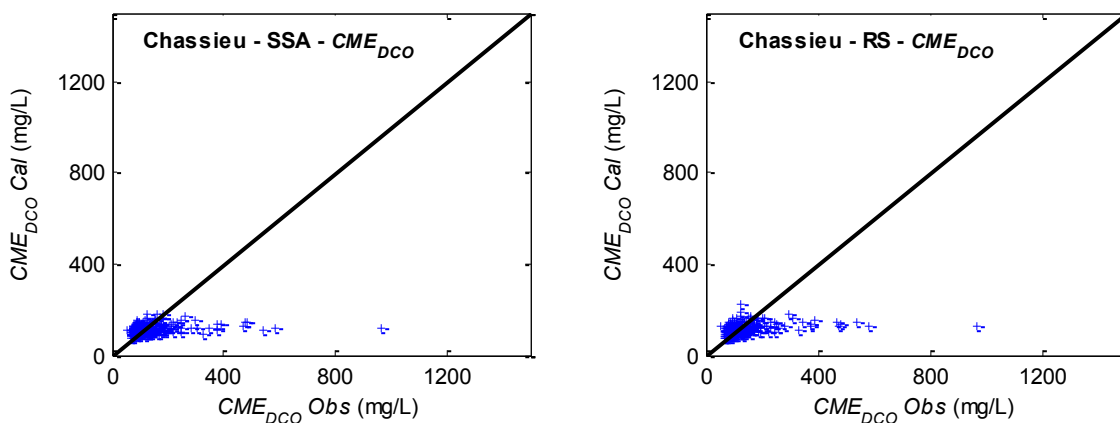 Chassieu - SSA - CME_DCO
1200
800
400
0
CME_DCO Cal (mg/L)
0 400 800 1200
CME_DCO Obs (mg/L)
Chassieu - RS - CME_DCO
1200
800
400
0
CME_DCO Cal (mg/L)
0 400 800 1200
CME_DCO Obs (mg/L)